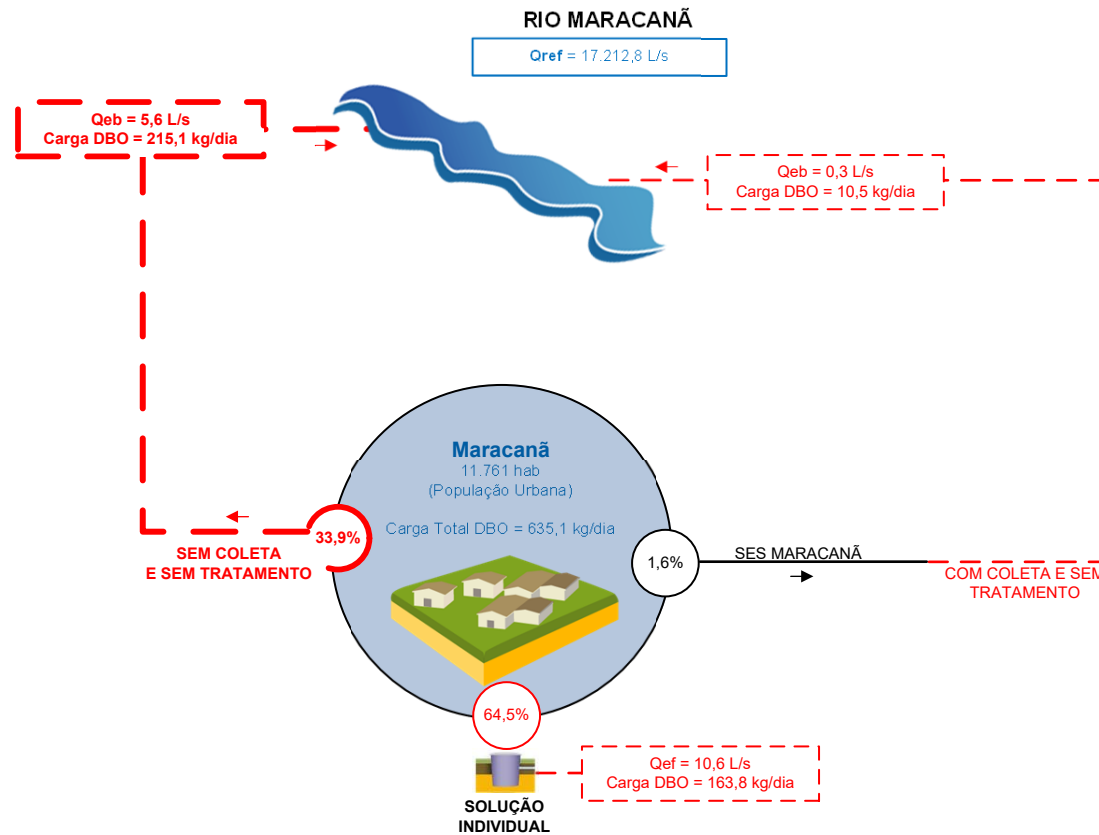 RIO MARACANÃ
Qref = 17.212,8 L/s
Qeb = 5,6 L/s
Carga DBO = 215,1 kg/dia
Qeb = 0,3 L/s
Carga DBO = 10,5 kg/dia
Maracanã
11.761 hab
(População Urbana)
Carga Total DBO = 635,1 kg/dia
33,9%
SEM COLETA
E SEM TRATAMENTO
1,6%
SES MARACANÃ
COM COLETA E SEM
TRATAMENTO
64,5%
Qef = 10,6 L/s
Carga DBO = 163,8 kg/dia
SOLUÇÃO
INDIVIDUAL